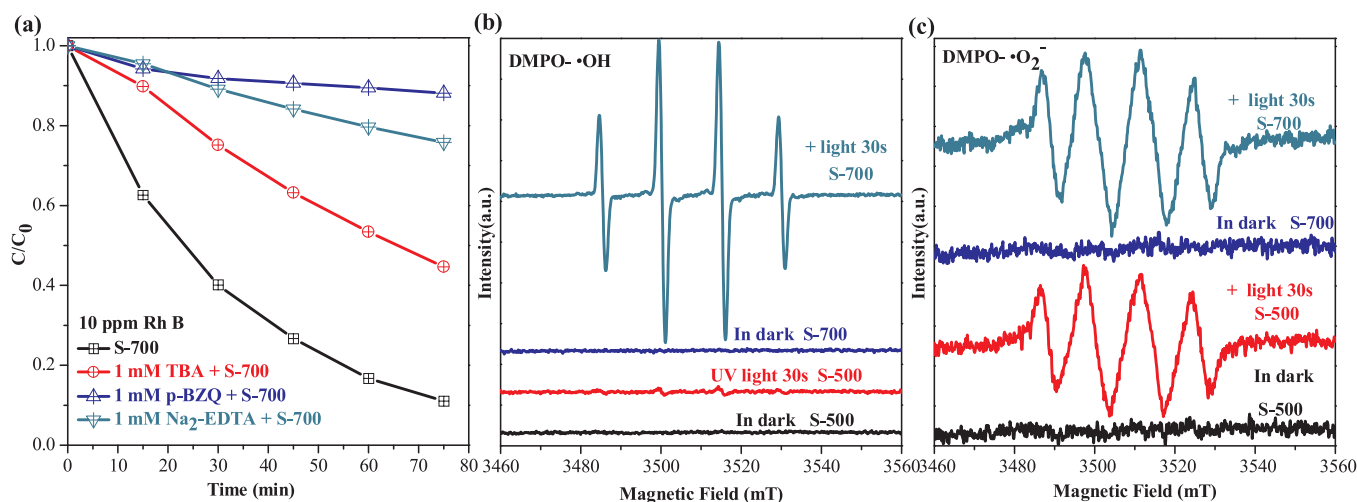 (a)
1.0
0.8
0.6
0.4
0.2
0.0
C/C0
10 ppm Rh B
S-700
1 mM TBA + S-700
1 mM p-BZQ + S-700
1 mM Na2-EDTA + S-700
0 10 20 30 40 50 60 70 80
Time (min)
(b)
DMPO- •OH
+ light 30s
S-700
In dark S-700
UV light 30s S-500
In dark S-500
Intensity(a.u.)
3460 3480 3500 3520 3540 3560
Magnetic Field (mT)
(c)
DMPO- •O2−
+ light 30s
S-700
In dark S-700
+ light 30s
S-500
In dark
S-500
Intensity(a.u.)
3460 3480 3500 3520 3540 3560
Magnetic Field (mT)